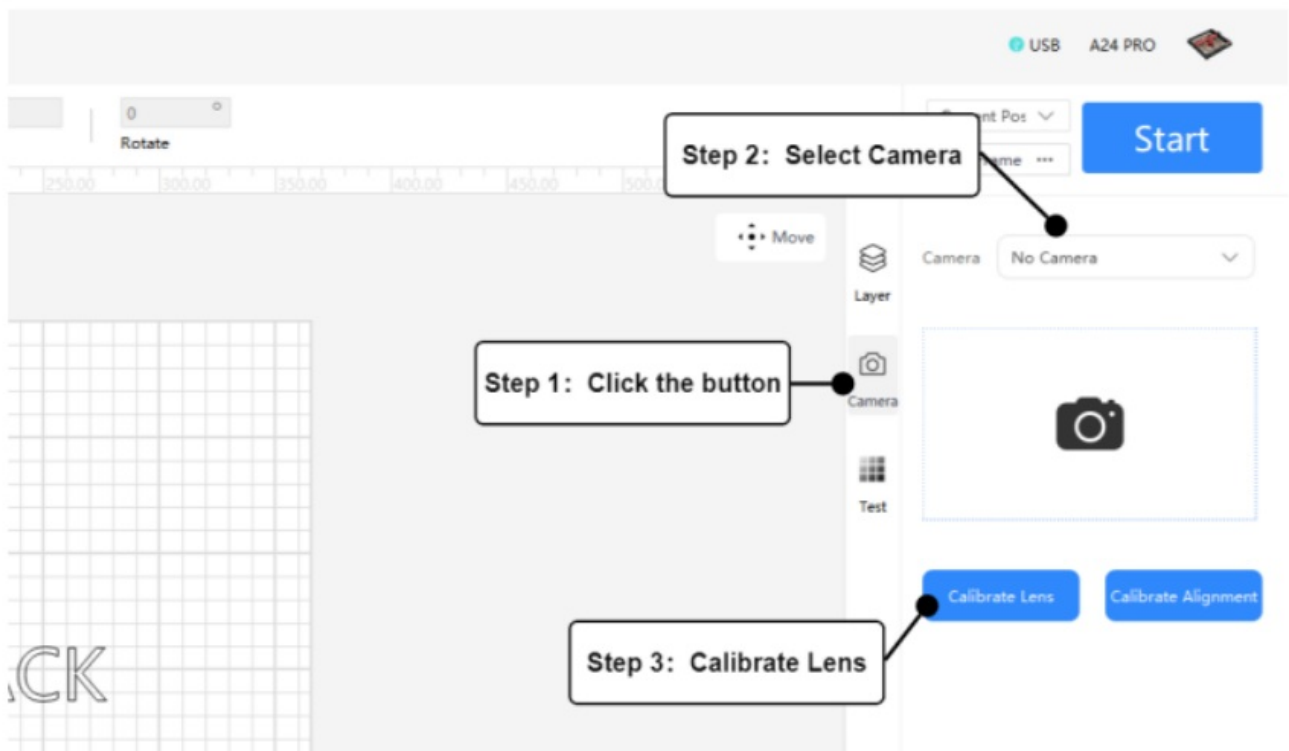 USB A24 PRO
0 °
Rotate
Start
Step 2: Select Camera
250.00 300.00 350.00 400.00 450.00
Move
Camera No Camera
Layer
Step 1: Click the button
Camera
Test
Calibrate Lens Calibrate Alignment
Step 3: Calibrate Lens
CK